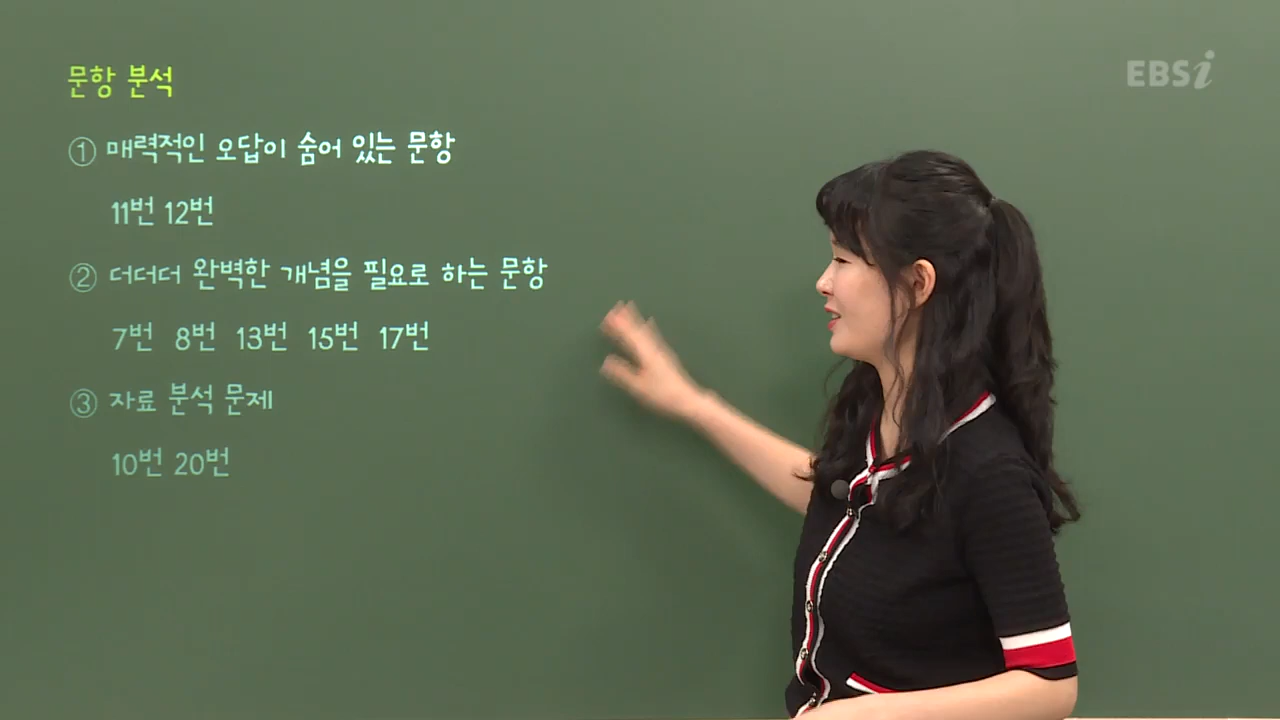 문항 분석
EBSi
① 매력적인 오답이 숨어 있는 문항
11번 12번
② 더더더 완벽한 개념을 필요로 하는 문항
7번 8번 13번 15번 17번
③ 자료 분석 문제
10번 20번